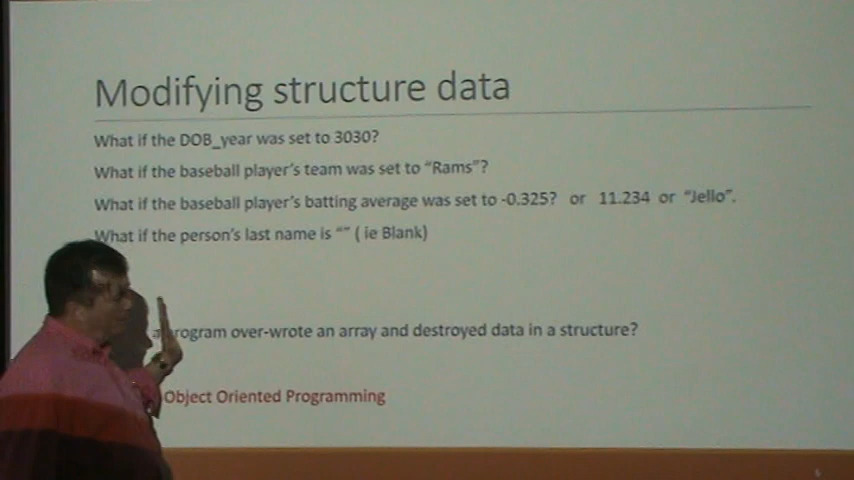 Modifying structure data
What if the DOB_year was set to 3030?
What if the baseball player's team was set to “Rams”?
What if the baseball player's batting average was set to -0.325? or 11.234 or “Jello”.
What if the person's last name is “” ( ie Blank)
a program over-wrote an array and destroyed data in a structure?
Object Oriented Programming
6